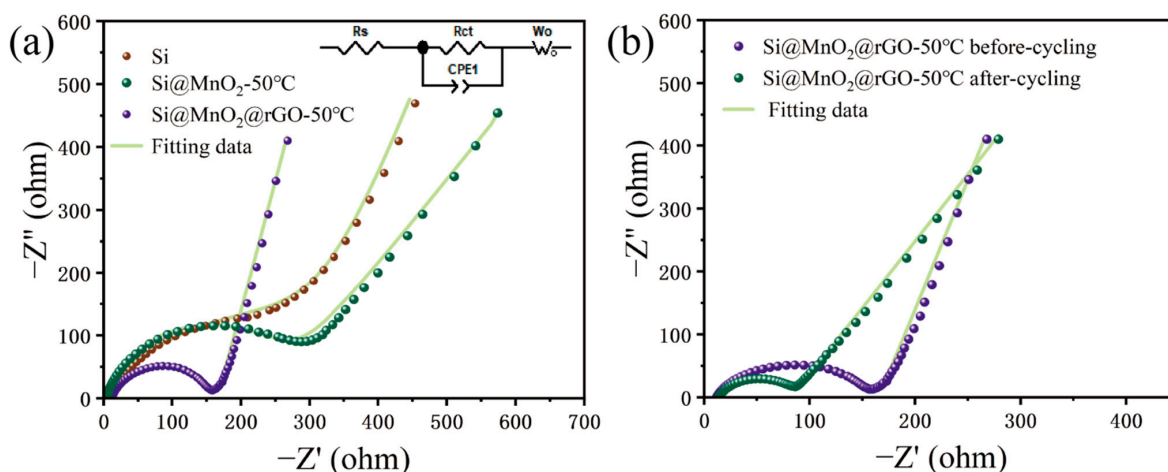 (a)
Rs
Rct
Wo
CPE1
Si
Si@MnO₂-50°C
Si@MnO₂@rGO-50°C
Fitting data
600
500
400
300
200
100
0
−Z" (ohm)
0 100 200 300 400 500 600 700
−Z' (ohm)
(b)
Si@MnO₂@rGO-50°C before-cycling
Si@MnO₂@rGO-50°C after-cycling
Fitting data
600
500
400
300
200
100
0
−Z" (ohm)
0 100 200 300 400
−Z' (ohm)